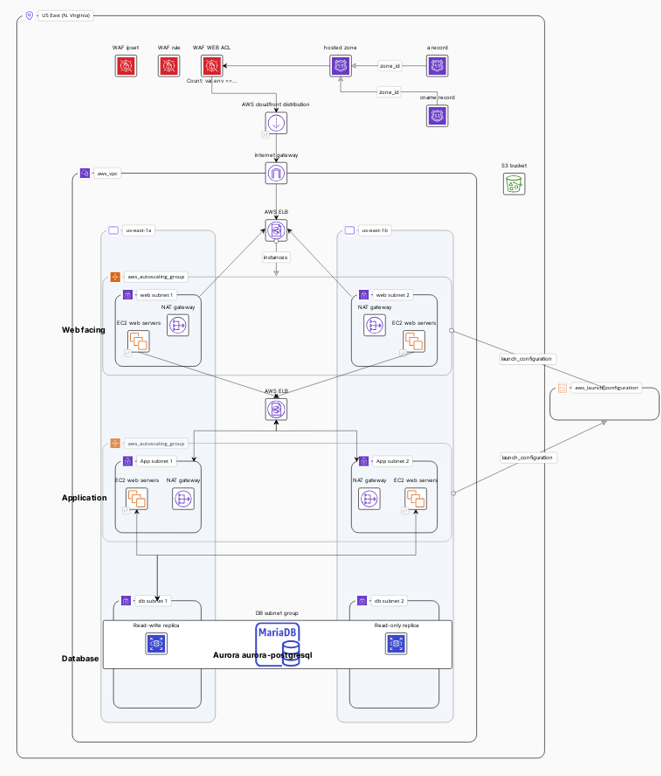 US East (N. Virginia)
WAF ipset
WAF rule
WAF WEB ACL
hosted zone
a record
zone_id
Count: var.env ==...
zone_id
cname record
AWS cloudfront distribution
internet gateway
S3 bucket
aws_vpc
AWS ELB
us-east-1a
us-east-1b
instances
aws_autoscaling_group
web subnet 1
web subnet 2
NAT gateway
NAT gateway
EC2 web servers
EC2 web servers
Web facing
launch_configuration
aws_launch_configuration
AWS ELB
aws_autoscaling_group
launch_configuration
App subnet 1
App subnet 2
EC2 web servers
NAT gateway
NAT gateway
EC2 web servers
Application
db subnet 1
db subnet 2
DB subnet group
Read-write replica
MariaDB
Read-only replica
Database
Aurora aurora-postgresql